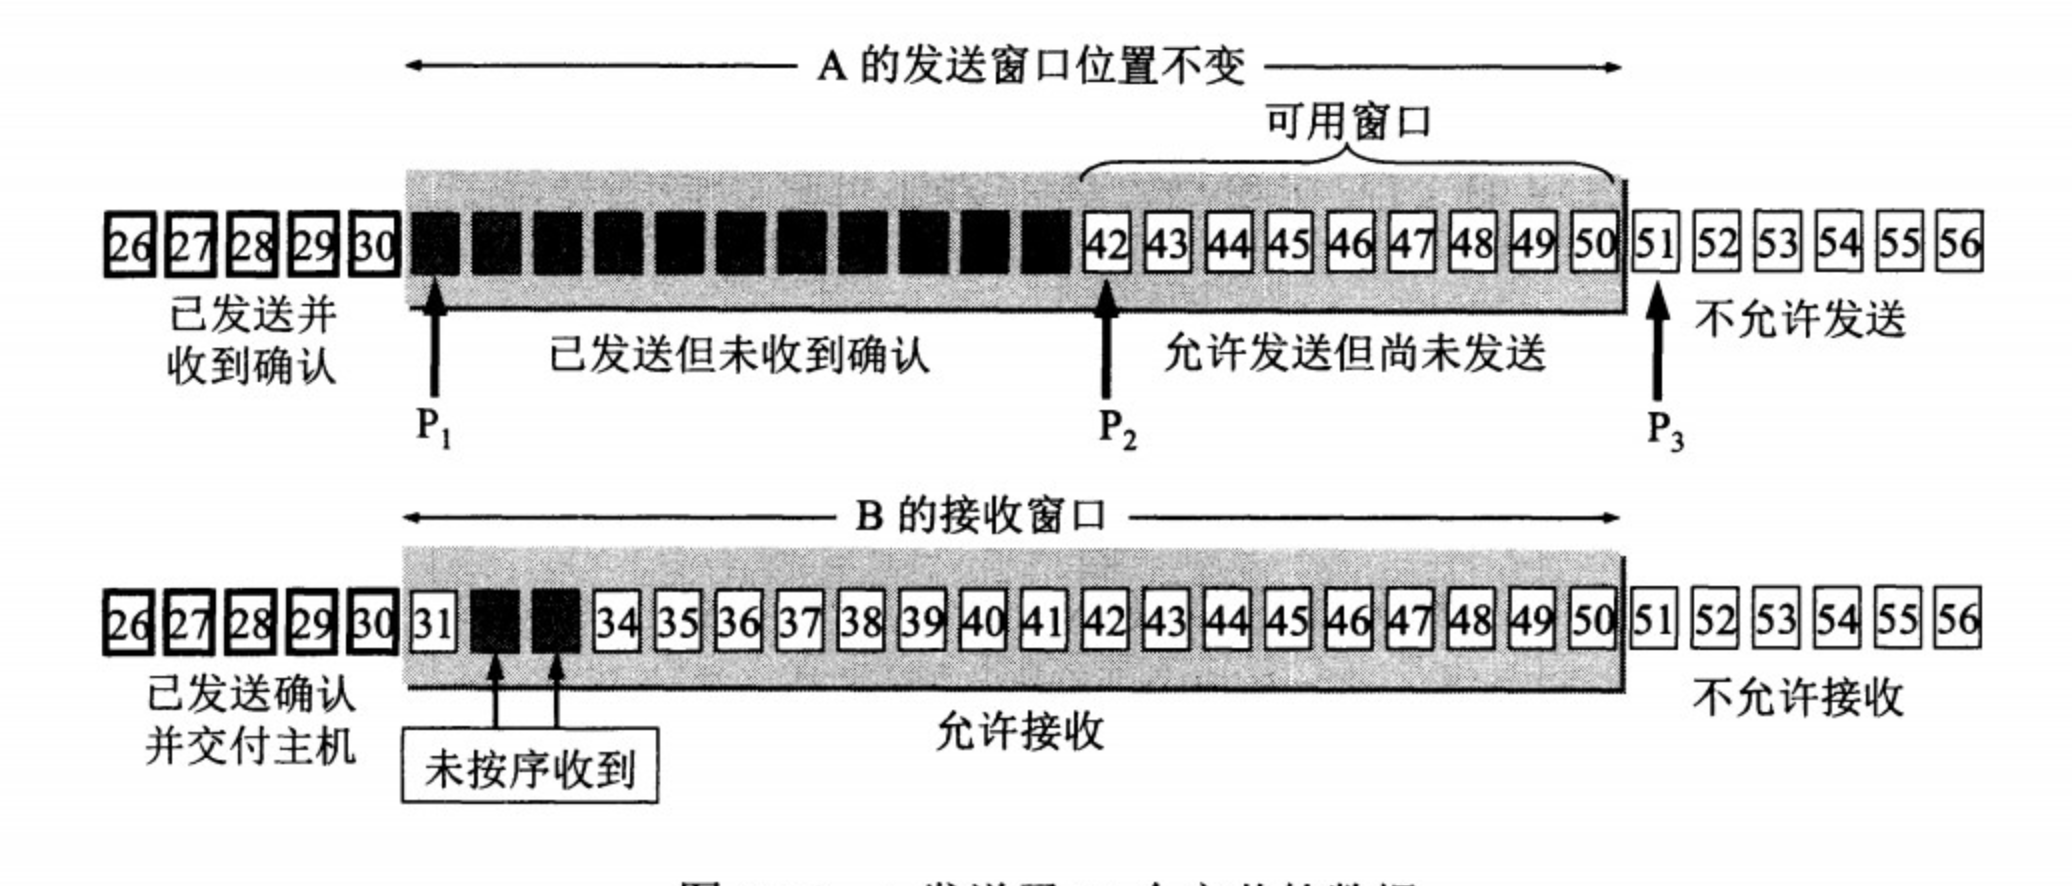 A 的发送窗口位置不变
可用窗口
26 27 28 29 30 42 43 44 45 46 47 48 49 50 51 52 53 54 55 56
已发送并
收到确认
已发送但未收到确认
允许发送但尚未发送
不允许发送
P1 P2 P3
B 的接收窗口
26 27 28 29 30 31 34 35 36 37 38 39 40 41 42 43 44 45 46 47 48 49 50 51 52 53 54 55 56
已发送确认
并交付主机
未按序收到
允许接收
不允许接收